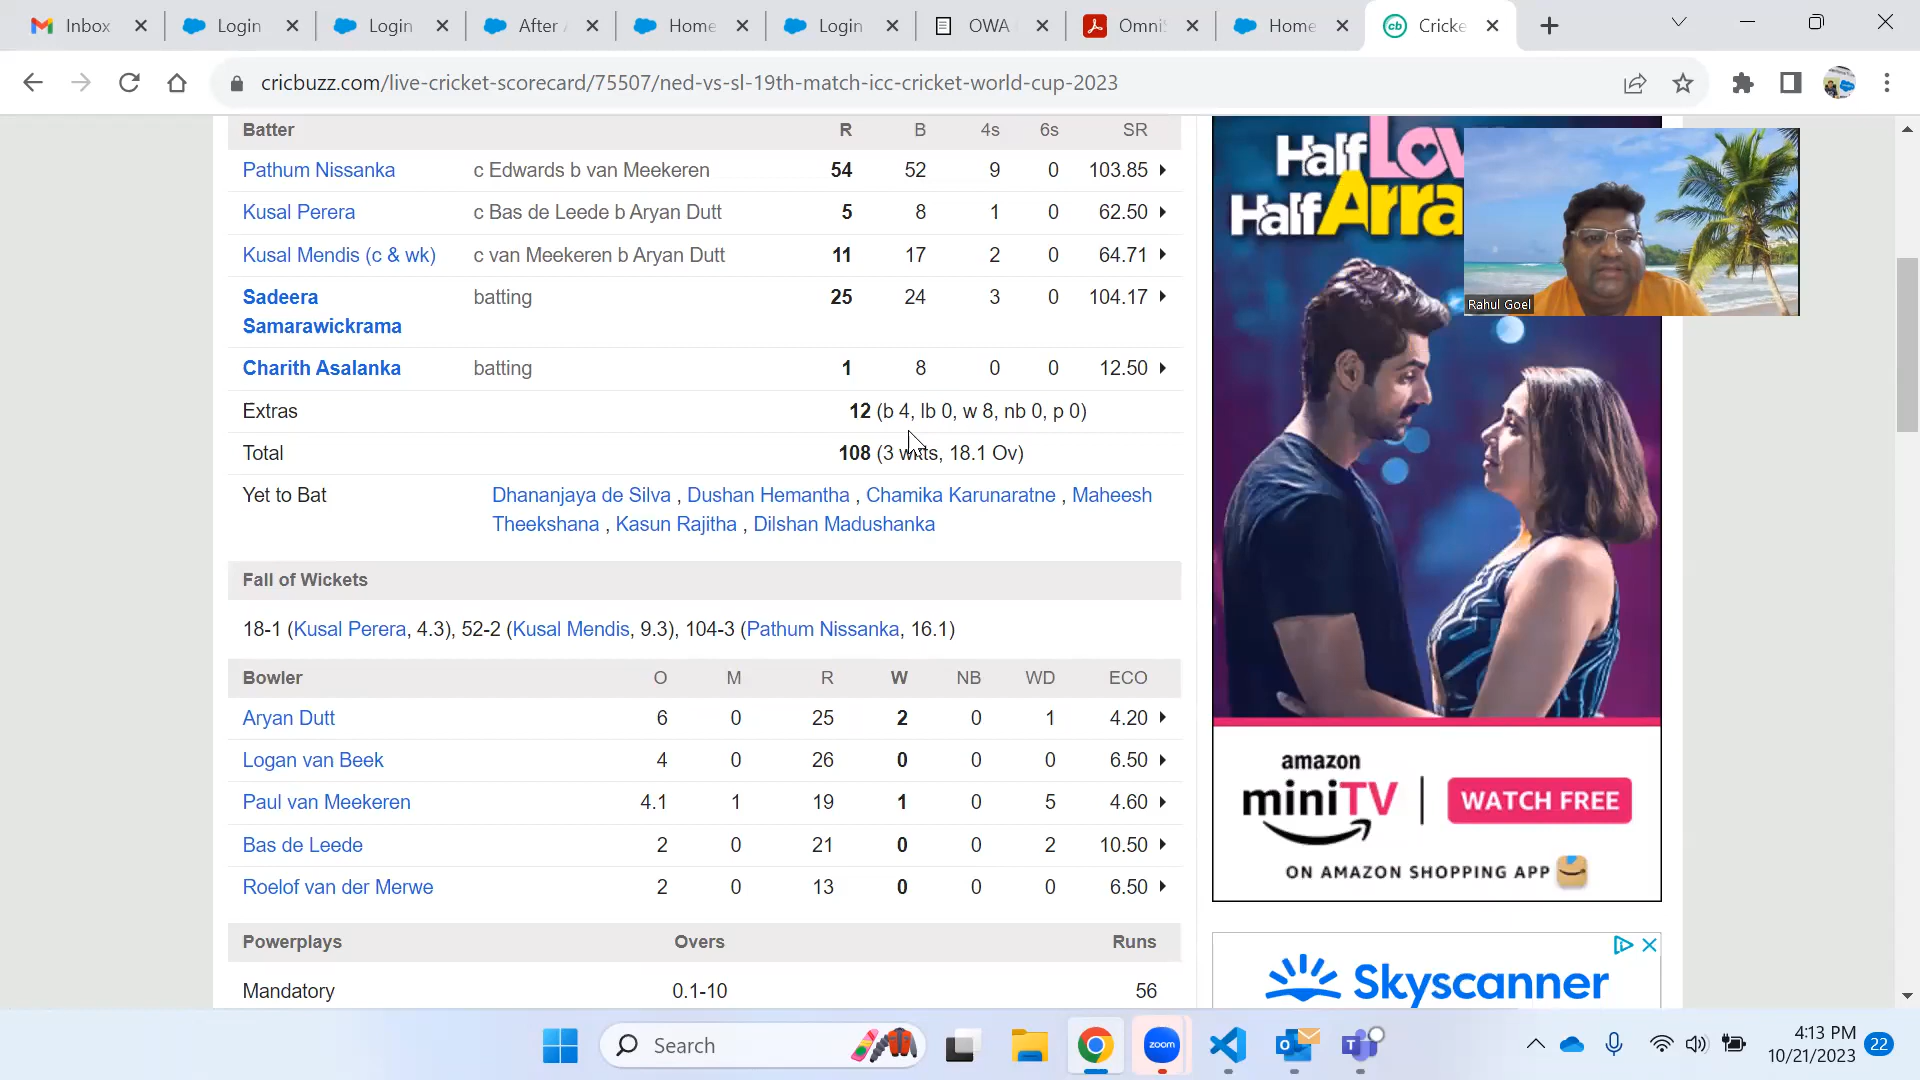 Inbox
Login
Login
After
Home
Login
OWA
Omni
Home
Cricke
cricbuzz.com/live-cricket-scorecard/75507/ned-vs-sl-19th-match-icc-cricket-world-cup-2023
Batter R B 4s 6s SR
Pathum Nissanka c Edwards b van Meekeren 54 52 9 0 103.85
Kusal Perera c Bas de Leede b Aryan Dutt 5 8 1 0 62.50
Kusal Mendis (c & wk) c van Meekeren b Aryan Dutt 11 17 2 0 64.71
Sadeera batting 25 24 3 0 104.17
Samarawickrama
Charith Asalanka batting 1 8 0 0 12.50
Extras 12 (b 4, lb 0, w 8, nb 0, p 0)
Total 108 (3 wkts, 18.1 Ov)
Yet to Bat Dhananjaya de Silva , Dushan Hemantha , Chamika Karunaratne , Maheesh
Theekshana , Kasun Rajitha , Dilshan Madushanka
Fall of Wickets
18-1 (Kusal Perera, 4.3), 52-2 (Kusal Mendis, 9.3), 104-3 (Pathum Nissanka, 16.1)
Bowler O M R W NB WD ECO
Aryan Dutt 6 0 25 2 0 1 4.20
Logan van Beek 4 0 26 0 0 0 6.50
Paul van Meekeren 4.1 1 19 1 0 5 4.60
Bas de Leede 2 0 21 0 0 2 10.50
Roelof van der Merwe 2 0 13 0 0 0 6.50
Powerplays Overs Runs
Mandatory 0.1-10 56
Half Lov
Half Arra
Rahul Goel
amazon
miniTV | WATCH FREE
ON AMAZON SHOPPING APP
Skyscanner
Search
zoom
4:13 PM
10/21/2023
22